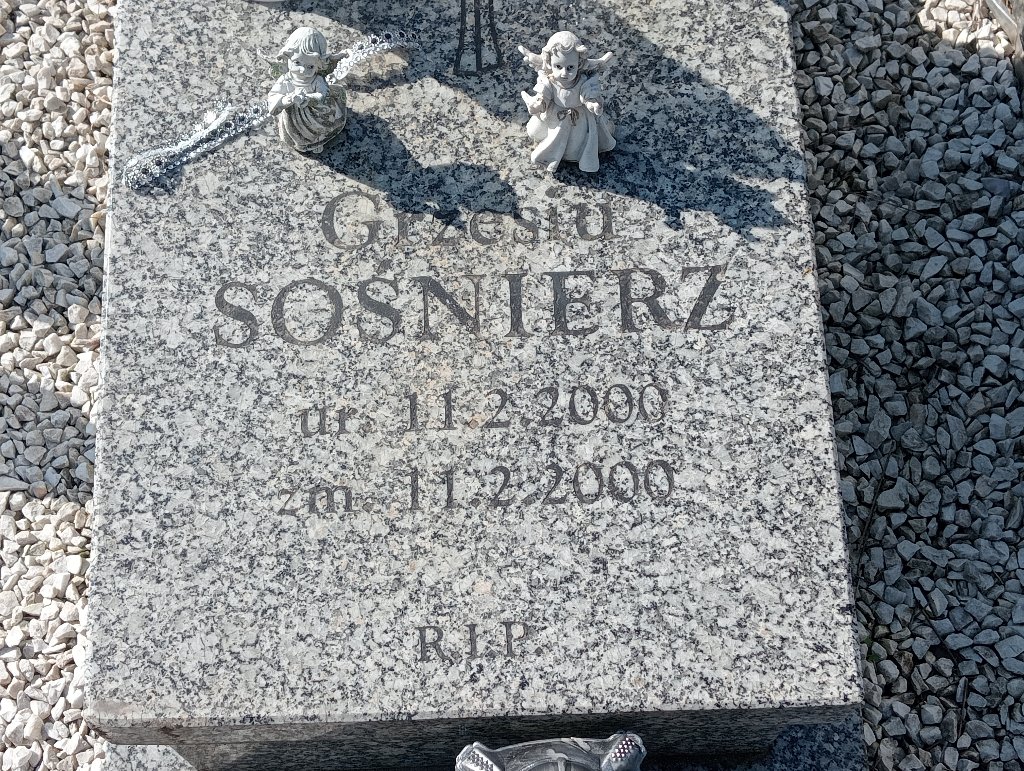 Grzesiu
SOŚNIERZ
ur. 11.2.2000
zm. 11.2.2000
R.I.P.